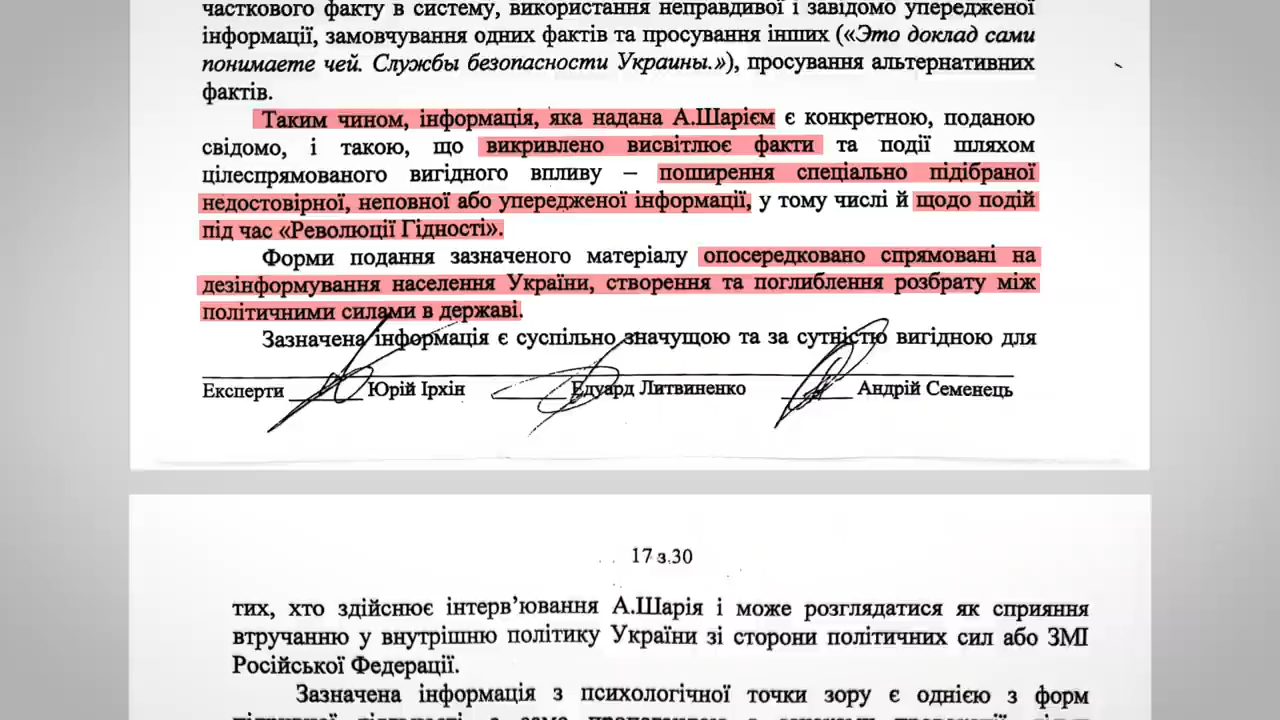 часткового факту в систему, використання неправдивої і завідомо упередженої
інформації, замовчування одних фактів та просування інших («Это доклад сами
понимаете чей. Службы безопасности Украины.»), просування альтернативних
фактів.
Таким чином, інформація, яка надана А.Шарієм є конкретною, поданою
свідомо, і такою, що викривлено висвітлює факти та події шляхом
цілеспрямованого вигідного впливу – поширення спеціально підібраної
недостовірної, неповної або упередженої інформації, у тому числі й щодо подій
під час «Революції Гідності».
Форми подання зазначеного матеріалу опосередковано спрямовані на
дезінформування населення України, створення та поглиблення розбрату між
політичними силами в державі.
Зазначена інформація є суспільно значущою та за сутністю вигідною для
Експерти Юрій Ірхін Едуард Литвиненко Андрій Семенець
17 з 30
тих, хто здійснює інтерв’ювання А.Шарія і може розглядатися як сприяння
втручанню у внутрішню політику України зі сторони політичних сил або ЗМІ
Російської Федерації.
Зазначена інформація з психологічної точки зору є однією з форм